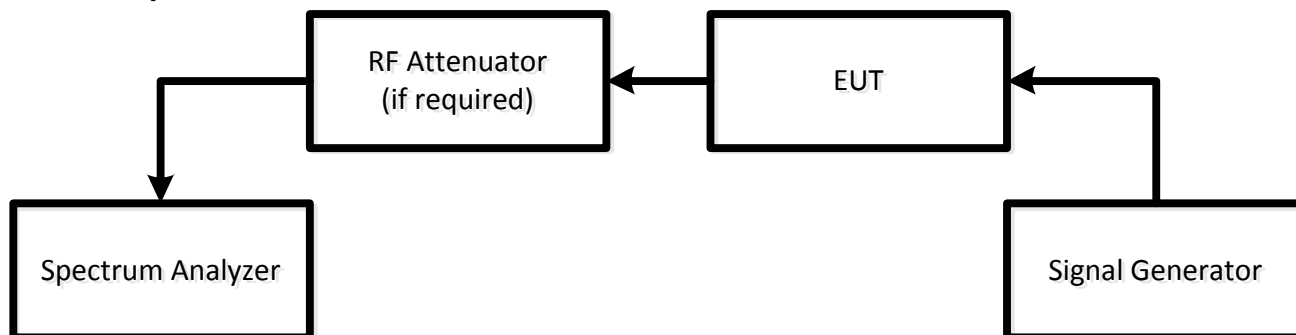 RF Attenuator
(if required)
EUT
Spectrum Analyzer
Signal Generator